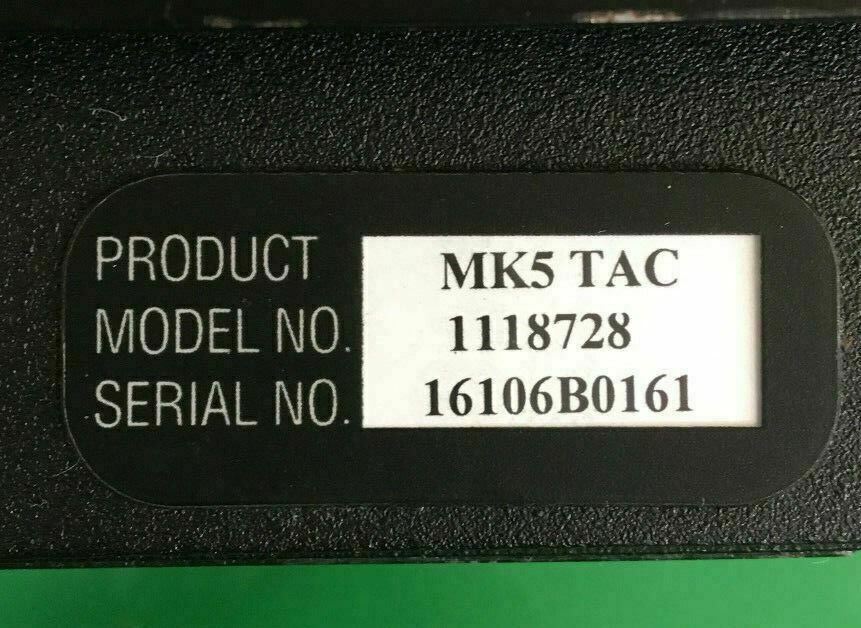 PRODUCT MK5 TAC
MODEL NO. 1118728
SERIAL NO. 16106B0161